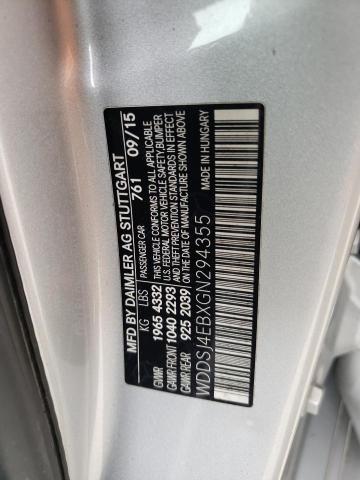 MFD BY DAIMLER AG STUTTGART
PASSENGER CAR 761 09/15
KG LBS THIS VEHICLE CONFORMS TO ALL APPLICABLE
GVWR 1965 4332 U.S. FEDERAL MOTOR VEHICLE SAFETY, BUMPER
GAWR FRONT 1040 2293 AND THEFT PREVENTION STANDARDS IN EFFECT
GAWR REAR 925 2039 ON THE DATE OF MANUFACTURE SHOWN ABOVE
WDDSJ4EBXGN294355 MADE IN HUNGARY